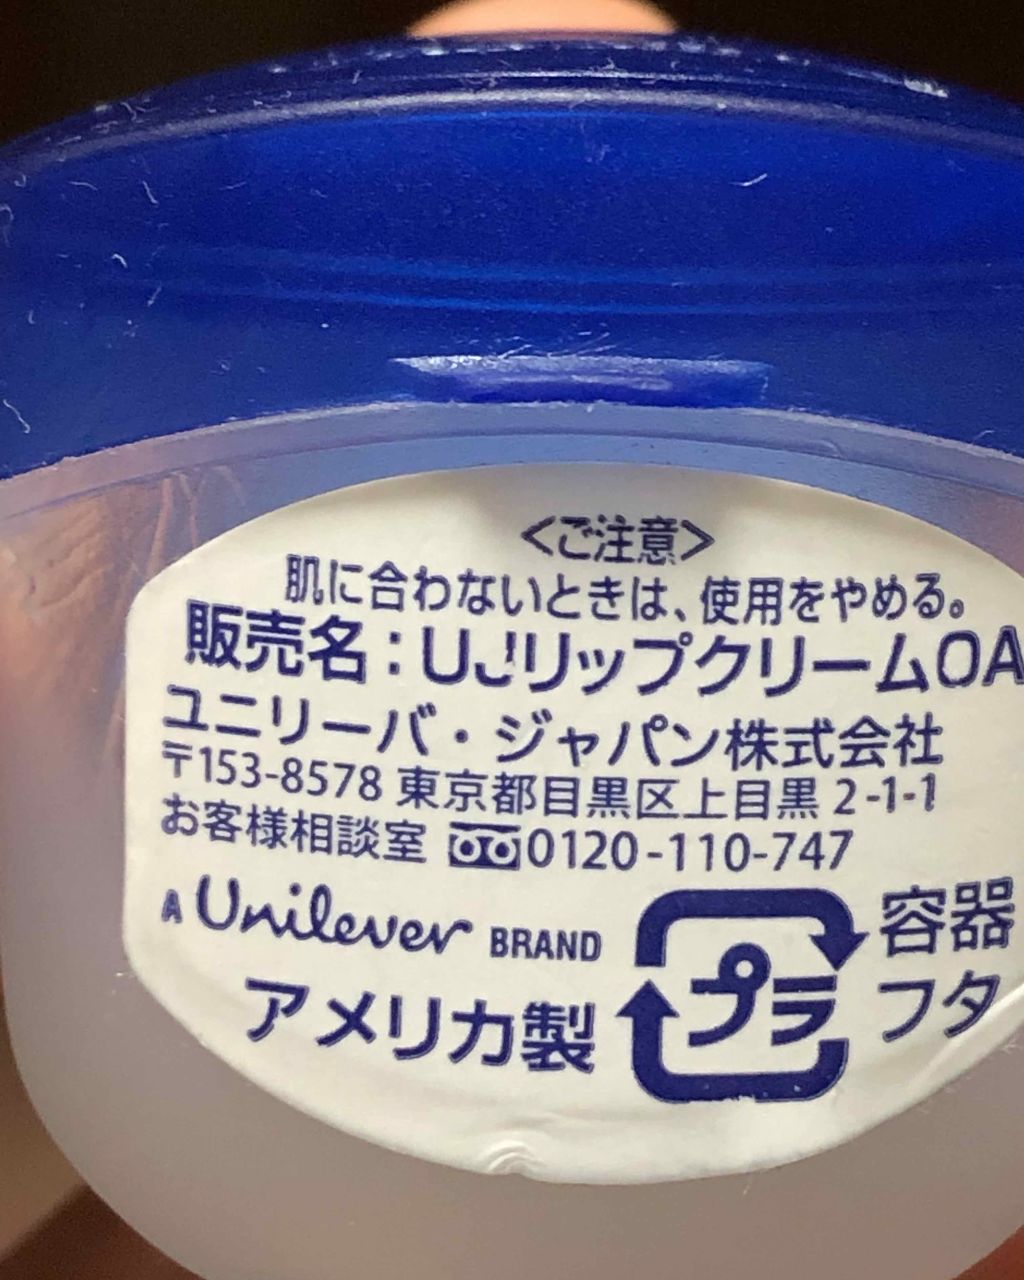 <ご注意>
肌に合わないときは、使用をやめる。
販売名：UJリップクリームOA
ユニリーバ・ジャパン株式会社
〒153-8578 東京都目黒区上目黒 2-1-1
お客様相談室 0120-110-747
A Unilever BRAND
アメリカ製
プラ
容器
フタ